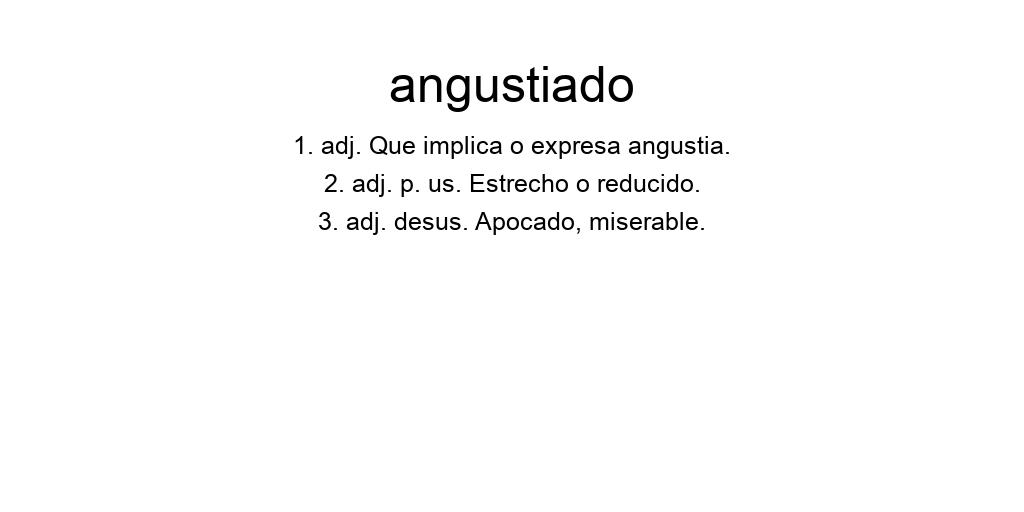 angustiado
1. adj. Que implica o expresa angustia.
2. adj. p. us. Estrecho o reducido.
3. adj. desus. Apocado, miserable.